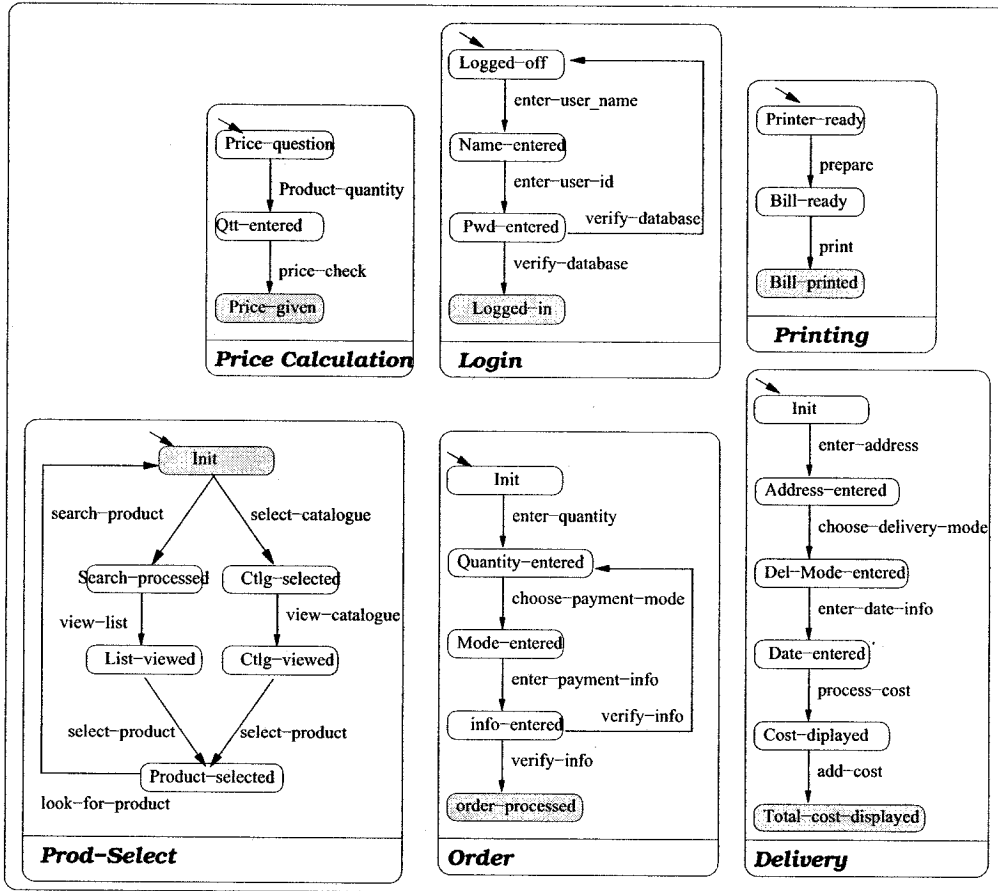 Price-question
Product-quantity
Qtt-entered
price-check
Price-given
Price Calculation
Logged-off
enter-user_name
Name-entered
enter-user-id
Pwd-entered
verify-database
verify-database
Logged-in
Login
Printer-ready
prepare
Bill-ready
print
Bill-printed
Printing
Init
search-product
select-catalogue
Search-processed
Ctlg-selected
view-list
view-catalogue
List-viewed
Ctlg-viewed
select-product
select-product
Product-selected
look-for-product
Prod-Select
Init
enter-quantity
Quantity-entered
choose-payment-mode
Mode-entered
enter-payment-info
info-entered
verify-info
verify-info
order-processed
Order
Init
enter-address
Address-entered
choose-delivery-mode
Del-Mode-entered
enter-date-info
Date-entered
process-cost
Cost-diplayed
add-cost
Total-cost-displayed
Delivery